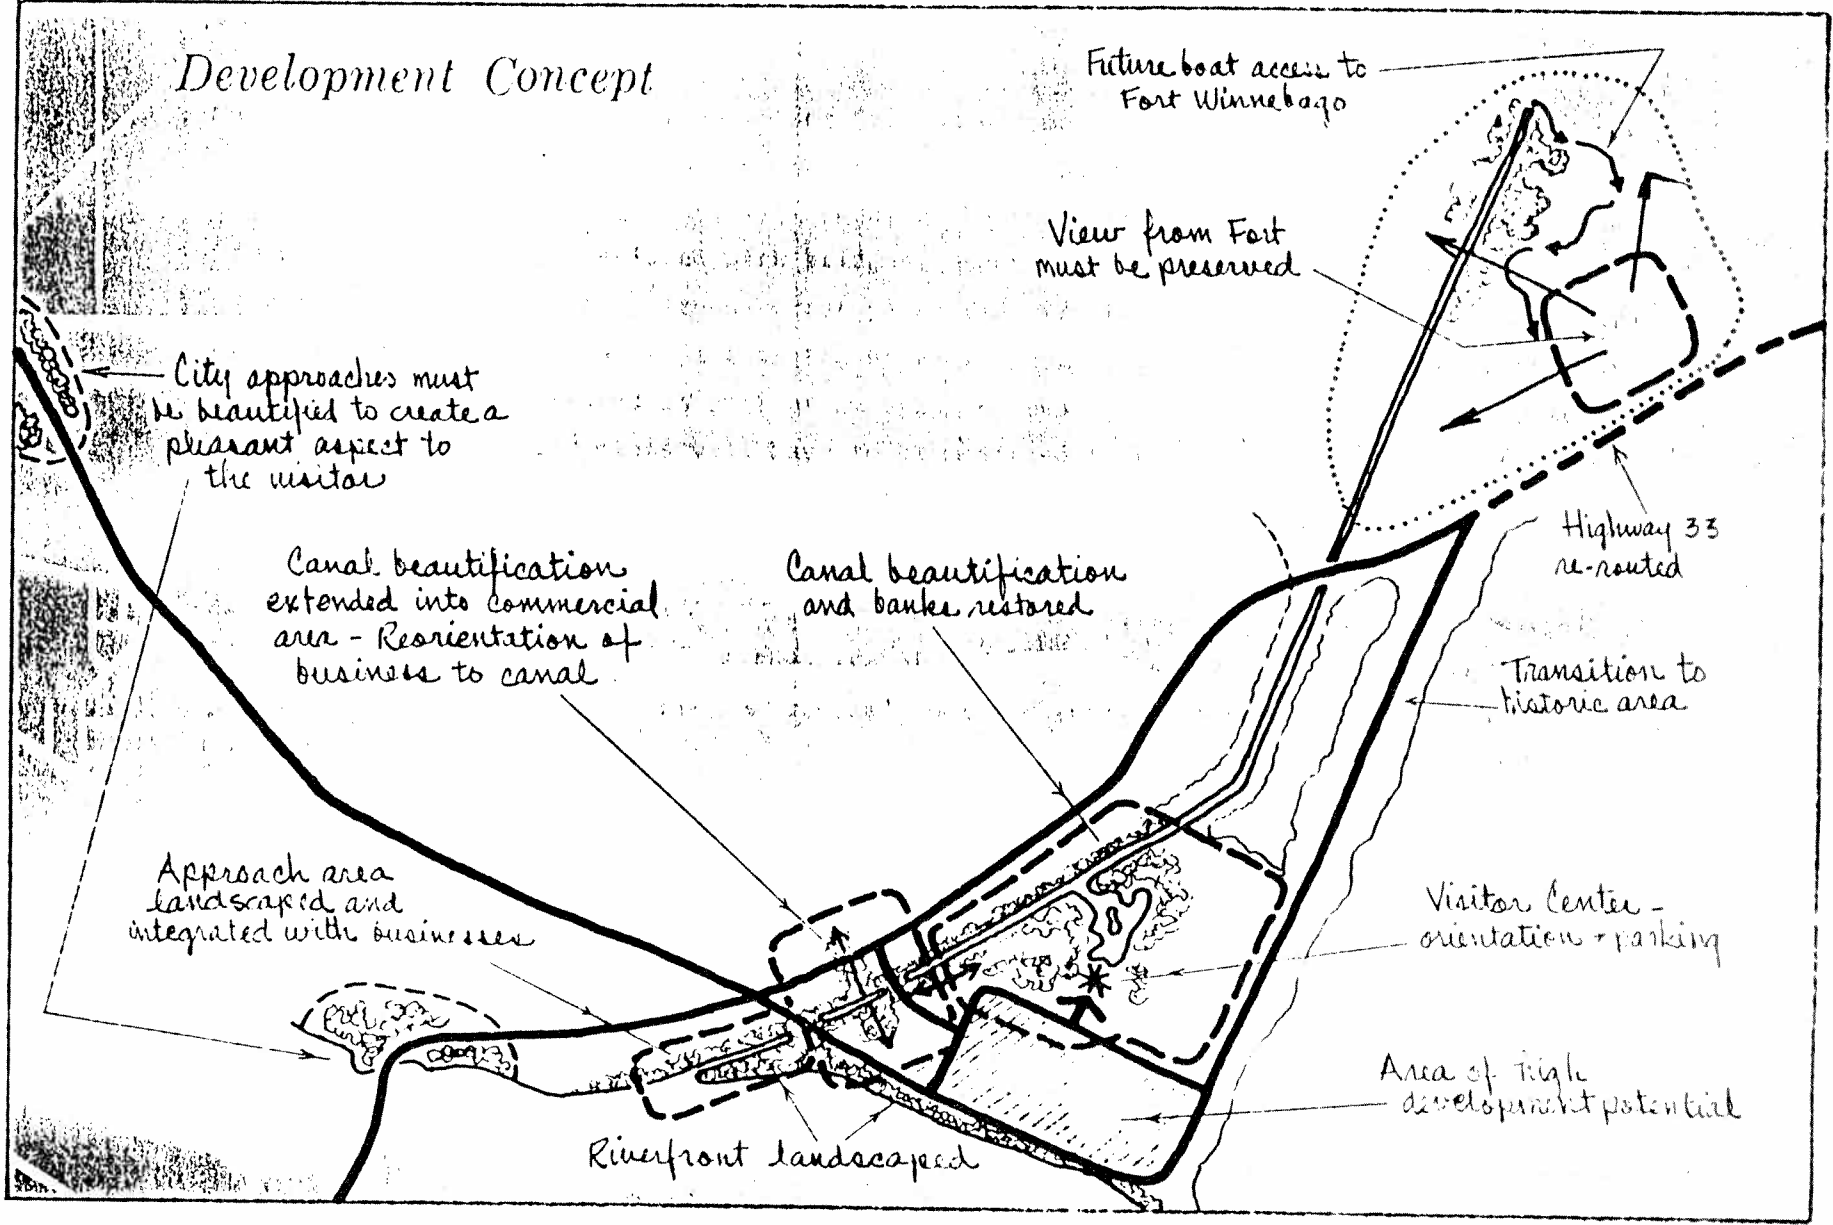 Development Concept
Future boat access to
Fort Winnebago
View from Fort
must be preserved
City approaches must
be beautified to create a
pleasant aspect to
the visitor
Highway 33
re-routed
Canal beautification
extended into commercial
area - Reorientation of
business to canal
Canal beautification
and banks restored
Transition to
historic area
Approach area
landscaped and
integrated with businesses
Visitor Center -
orientation + parking
Area of high
development potential
Riverfront landscaped